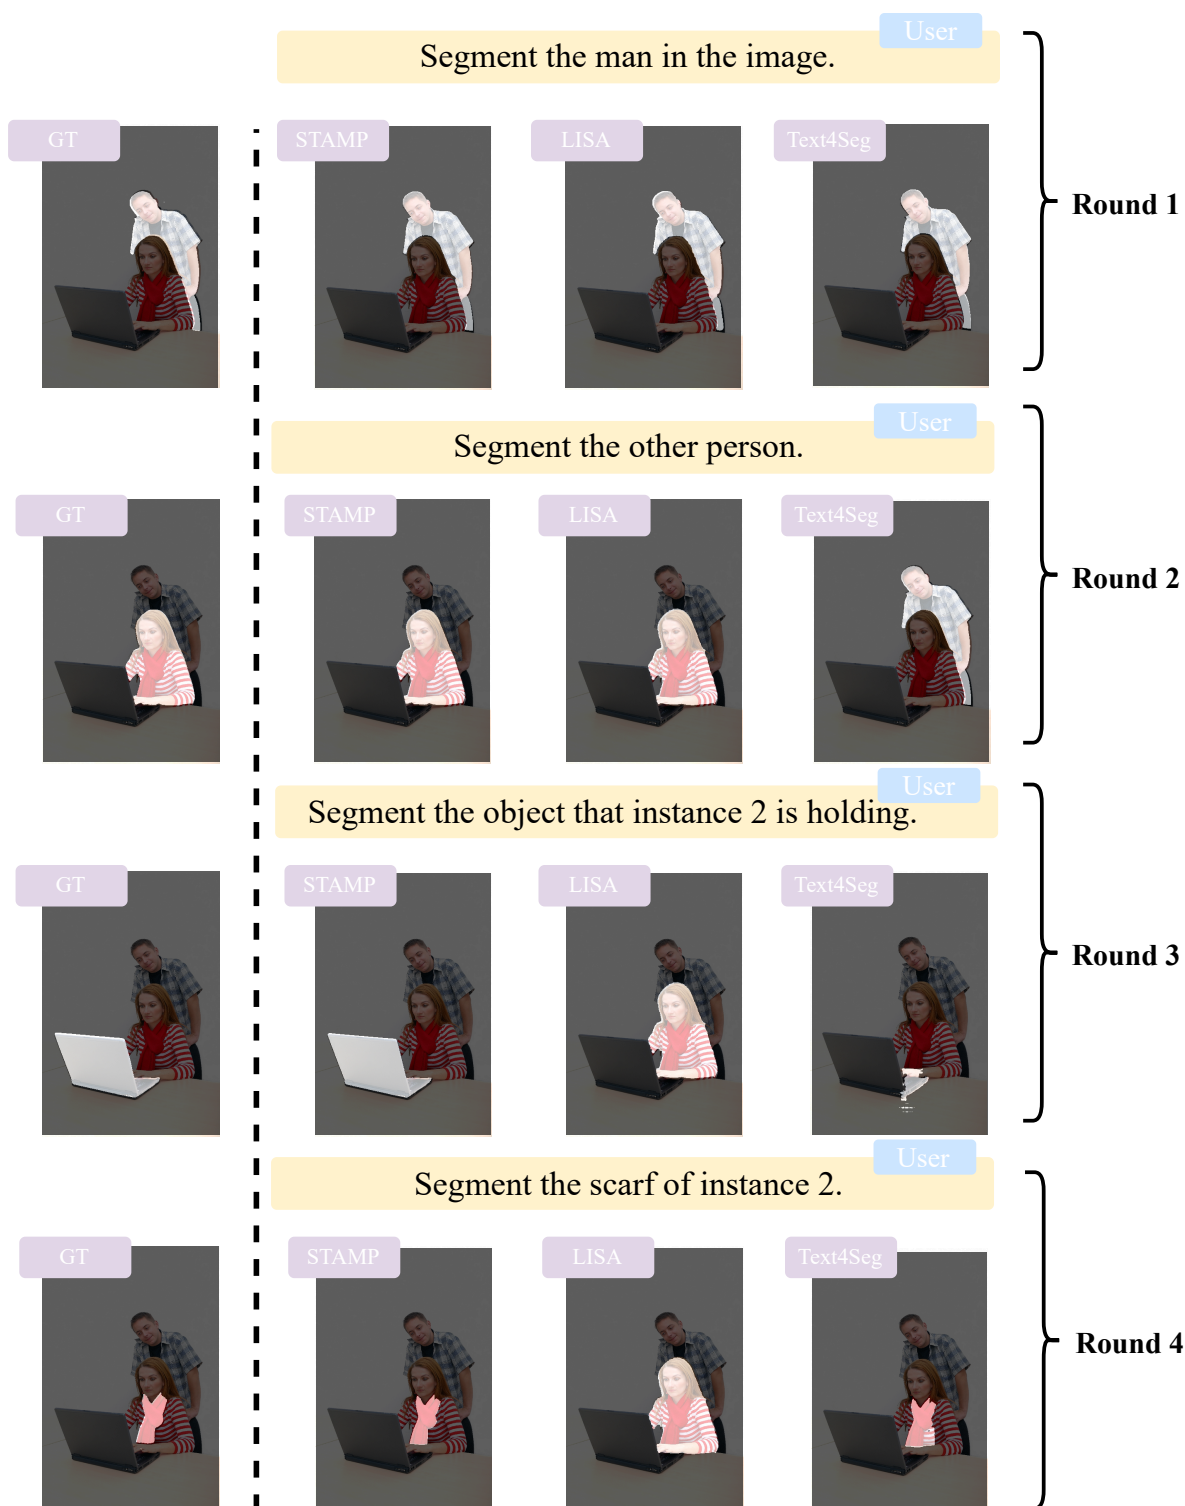 User
Segment the man in the image.
GT
STAMP
LISA
Text4Seg
Round 1
User
Segment the other person.
GT
STAMP
LISA
Text4Seg
Round 2
User
Segment the object that instance 2 is holding.
GT
STAMP
LISA
Text4Seg
Round 3
User
Segment the scarf of instance 2.
GT
STAMP
LISA
Text4Seg
Round 4